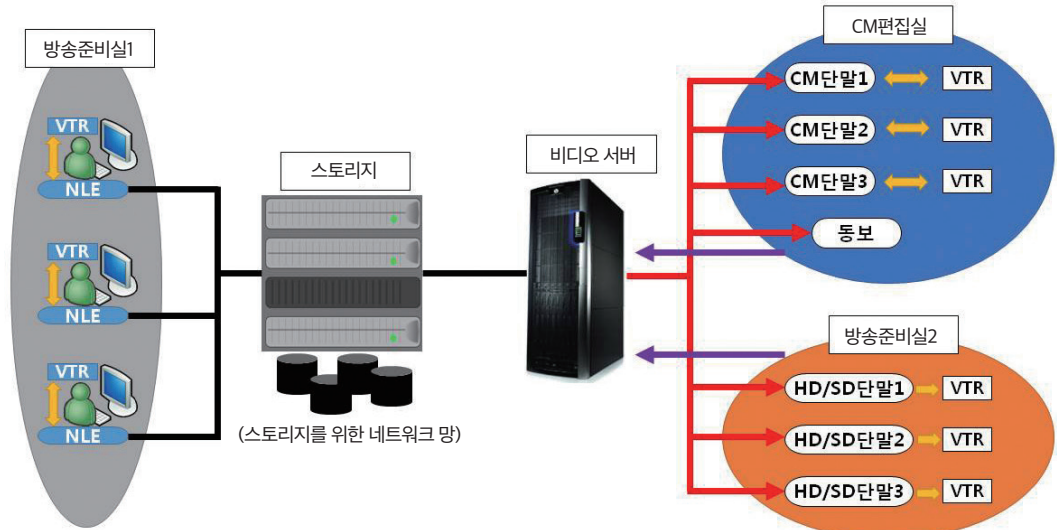 방송준비실1
VTR
NLE
VTR
NLE
VTR
NLE
스토리지
(스토리지를 위한 네트워크 망)
비디오 서버
CM편집실
CM단말1
VTR
CM단말2
VTR
CM단말3
VTR
동보
방송준비실2
HD/SD단말1
VTR
HD/SD단말2
VTR
HD/SD단말3
VTR